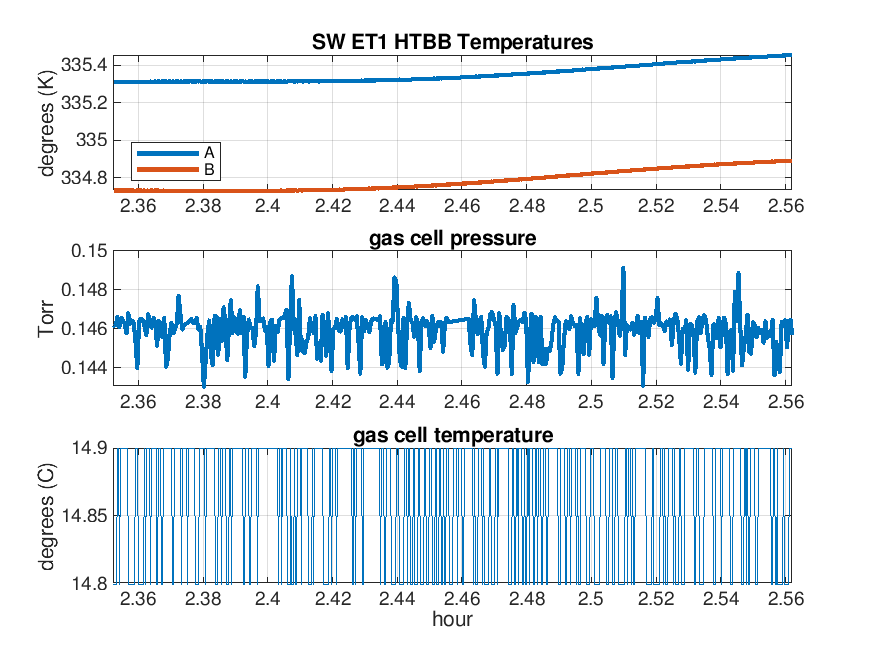 SW ET1 HTBB Temperatures
degrees (K)
335.4
335.2
335
334.8
A
B
2.36 2.38 2.4 2.42 2.44 2.46 2.48 2.5 2.52 2.54 2.56
gas cell pressure
Torr
0.15
0.148
0.146
0.144
2.36 2.38 2.4 2.42 2.44 2.46 2.48 2.5 2.52 2.54 2.56
gas cell temperature
degrees (C)
14.9
14.85
14.8
2.36 2.38 2.4 2.42 2.44 2.46 2.48 2.5 2.52 2.54 2.56
hour